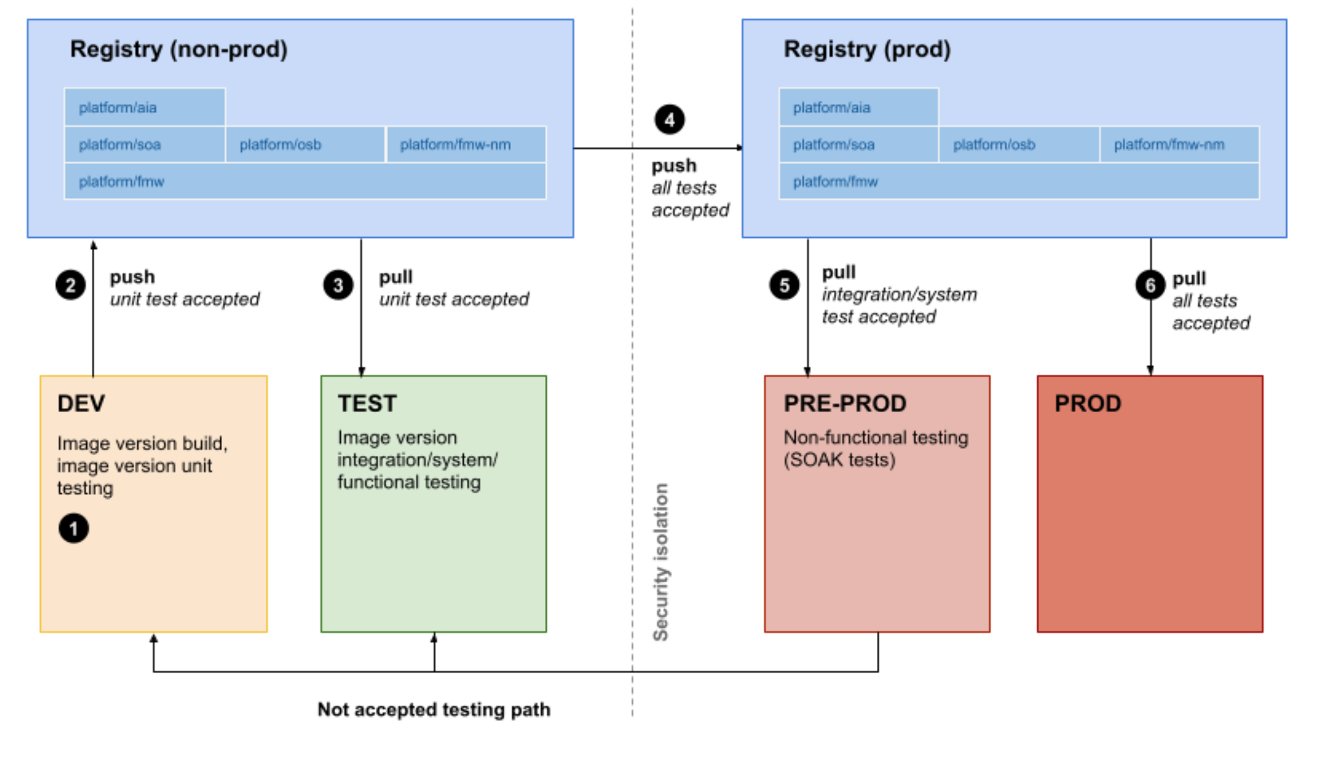 Registry (non-prod)
platform/aia
platform/soa
platform/osb
platform/fmw-nm
platform/fmw
4
push
all tests
accepted
Registry (prod)
platform/aia
platform/soa
platform/osb
platform/fmw-nm
platform/fmw
2
push
unit test accepted
3
pull
unit test accepted
5
pull
integration/system
test accepted
6
pull
all tests
accepted
DEV
Image version build,
image version unit
testing
1
TEST
Image version
integration/system/
functional testing
Security isolation
PRE-PROD
Non-functional testing
(SOAK tests)
PROD
Not accepted testing path